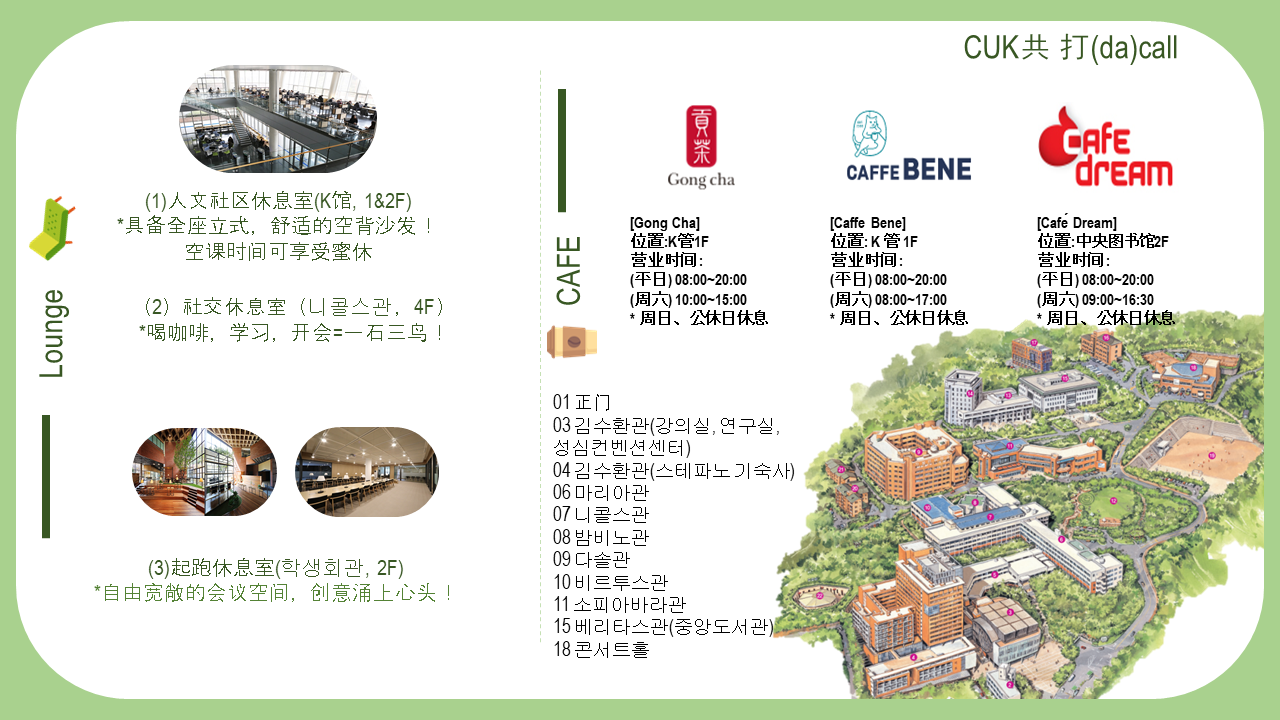 CUK共 打(da)call
Lounge
(1)人文社区休息室(K馆, 1&2F)
*具备全座立式，舒适的空背沙发！
空课时间可享受蜜休
（2）社交休息室（니콜스관，4F）
*喝咖啡，学习，开会=一石三鸟！
(3)起跑休息室(학생회관, 2F)
*自由宽敞的会议空间，创意涌上心头！
CAFE
貢茶
Gong cha
CAFFE BENE
CAFE dREAM
[Gong Cha]
位置:K管1F
营业时间:
(平日) 08:00~20:00
(周六) 10:00~15:00
* 周日、公休日休息
[Caffe Bene]
位置: K 管 1F
营业时间:
(平日) 08:00~20:00
(周六) 08:00~17:00
* 周日、公休日休息
[Café Dream]
位置:中央图书馆2F
营业时间:
(平日) 08:00~20:00
(周六) 09:00~16:30
* 周日、公休日休息
01 正门
03 김수환관(강의실, 연구실,
성심컨벤션센터)
04 김수환관(스테파노 기숙사)
06 마리아관
07 니콜스관
08 밤비노관
09 다솔관
10 비르투스관
11 소피아바라관
15 베리타스관(중앙도서관)
18 콘서트홀